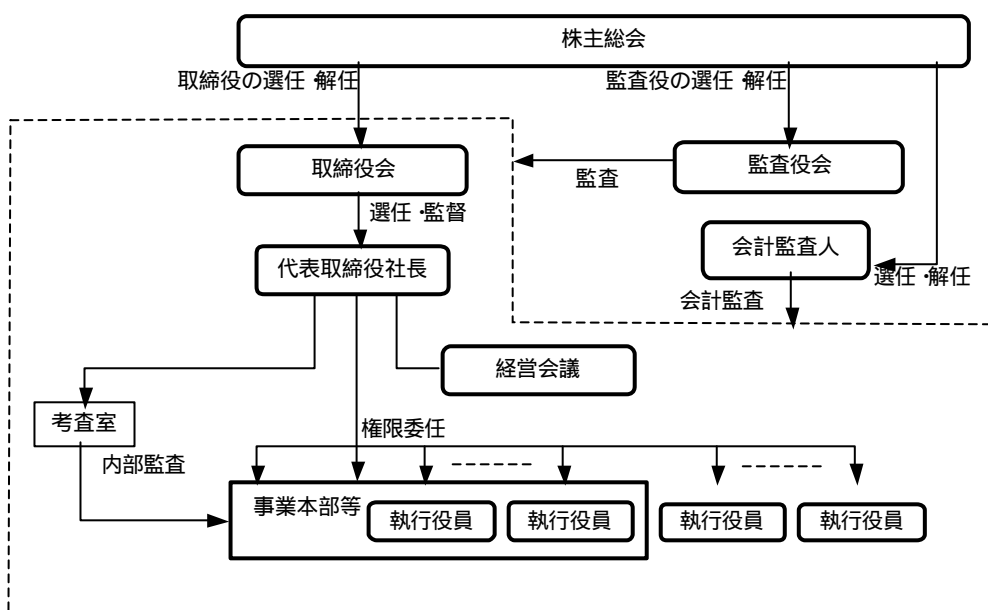 株主総会
取締役の選任・解任
監査役の選任・解任
取締役会
監査
監査役会
選任・監督
代表取締役社長
会計監査人
選任・解任
会計監査
経営会議
考査室
権限委任
内部監査
事業本部等
執行役員
執行役員
執行役員
執行役員